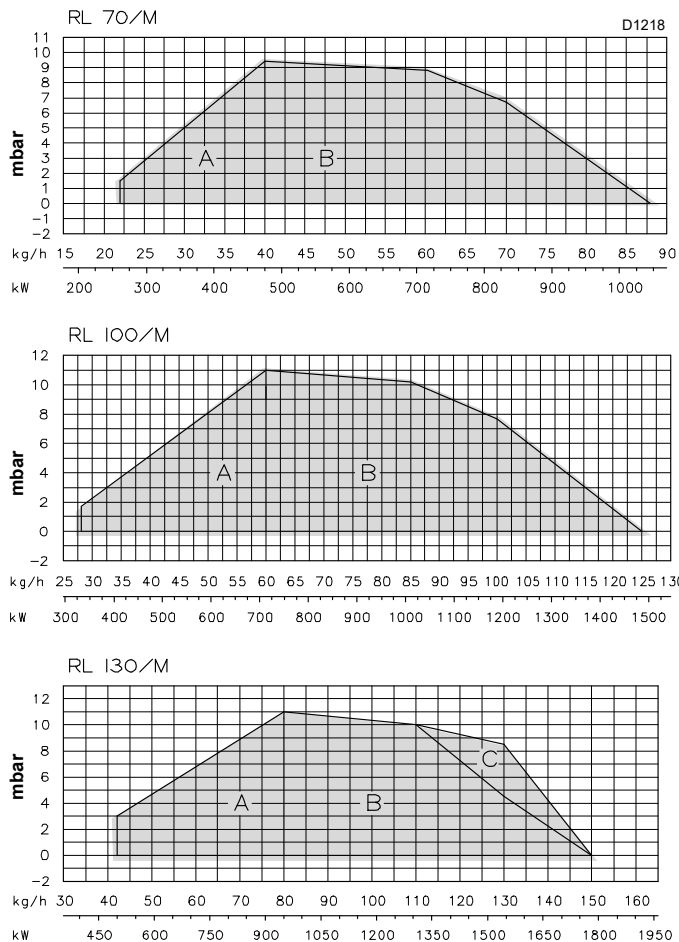 RL 70/M
D1218
11
10
9
8
7
6
5
4
3
2
1
0
-1
-2
mbar
A
B
kg/h 15 20 25 30 35 40 45 50 55 60 65 70 75 80 85 90
kW 200 300 400 500 600 700 800 900 1000
RL 100/M
12
10
8
6
4
2
0
-2
mbar
A
B
kg/h 25 30 35 40 45 50 55 60 65 70 75 80 85 90 95 100 105 110 115 120 125 130
kW 300 400 500 600 700 800 900 1000 1100 1200 1300 1400 1500
RL 130/M
12
10
8
6
4
2
0
-2
mbar
C
A
B
kg/h 30 40 50 60 70 80 90 100 110 120 130 140 150 160
kW 450 600 750 900 1050 1200 1350 1500 1650 1800 1950